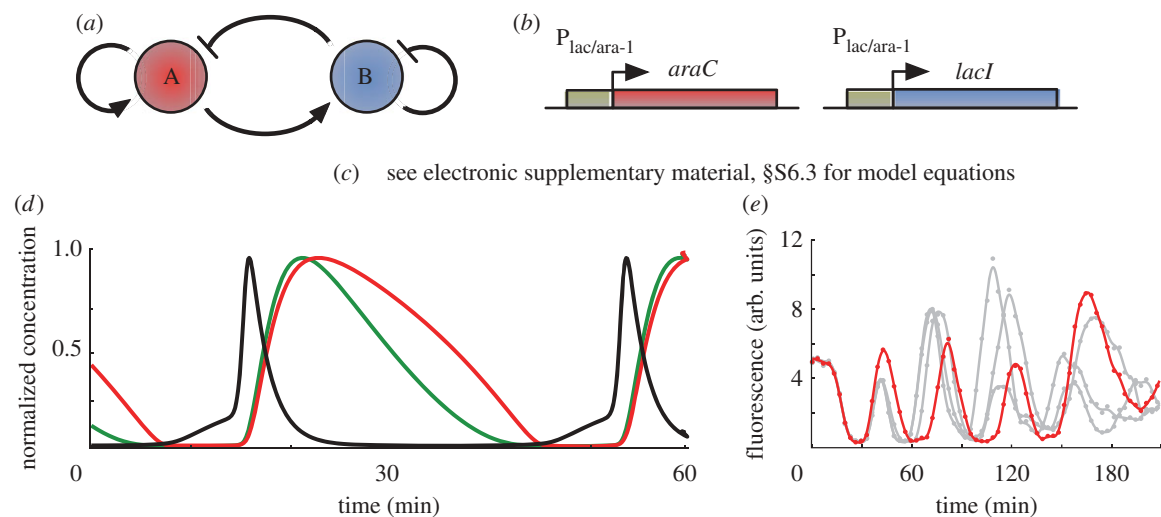 (a)
A
B
(b)
P lac/ara-1
araC
P lac/ara-1
lacI
(c) see electronic supplementary material, §S6.3 for model equations
(d)
normalized concentration
1.0
0.5
0
30
60
time (min)
(e)
fluorescence (arb. units)
12
8
4
0
60
120
180
time (min)